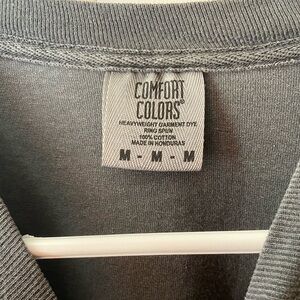 COMFORT
COLORS®
HEAVYWEIGHT GARMENT DYE
RING SPUN
100% COTTON
MADE IN HONDURAS
M - M - M